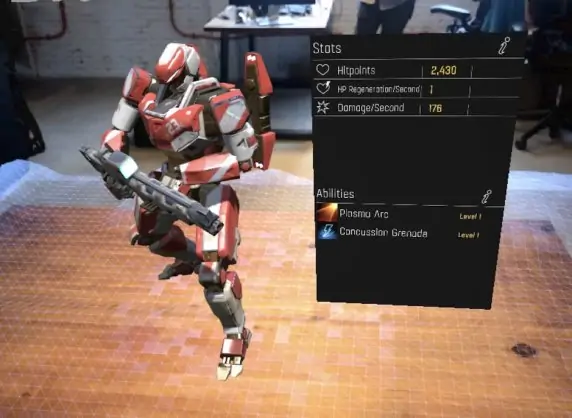 Stats
Hitpoints 2,430
HP Regeneration/Second 1
Damage/Second 176
Abilities
Plasma Arc Level 1
Concussion Grenade Level 1